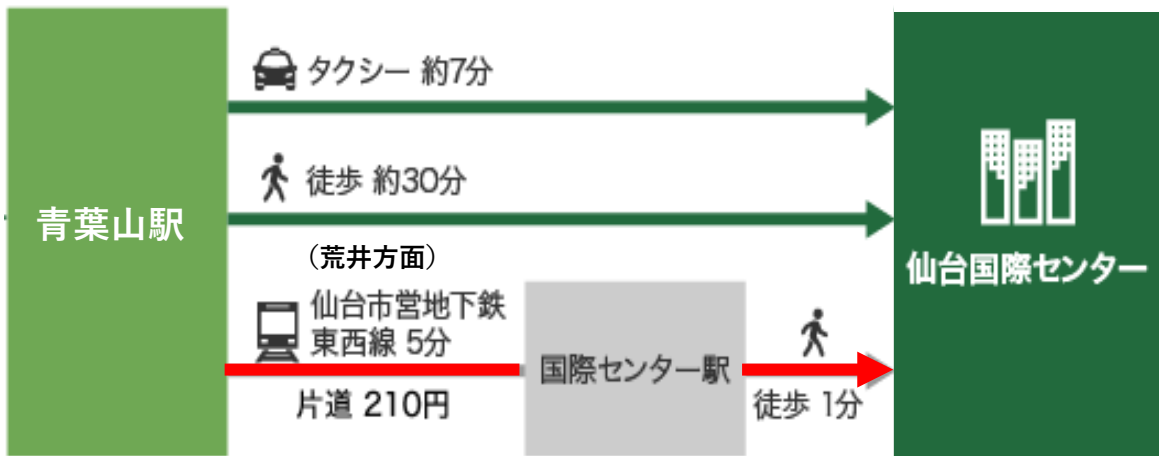 タクシー 約7分
徒歩 約30分
青葉山駅
(荒井方面)
仙台市営地下鉄
東西線 5分
片道 210円
国際センター駅
徒歩 1分
仙台国際センター